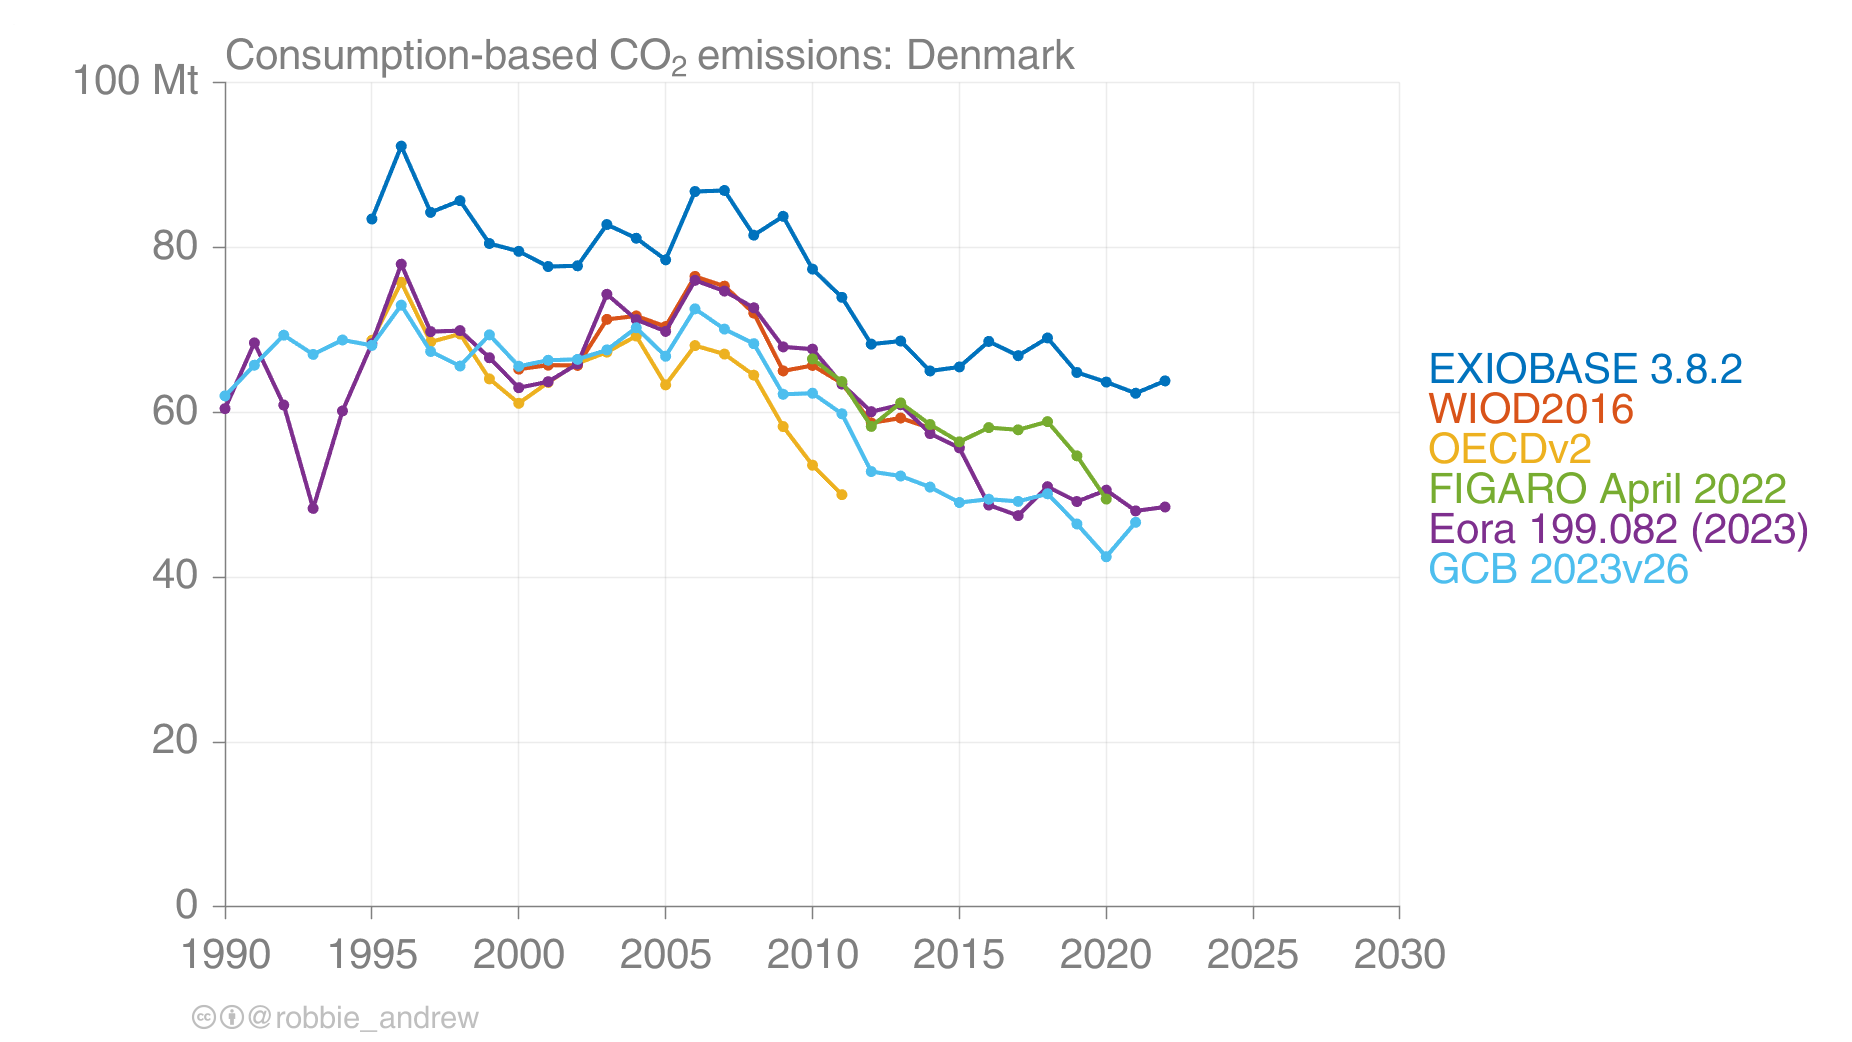 Consumption-based CO₂ emissions: Denmark
100 Mt
80
60
40
20
0
1990 1995 2000 2005 2010 2015 2020 2025 2030
EXIOBASE 3.8.2
WIOD2016
OECDv2
FIGARO April 2022
Eora 199.082 (2023)
GCB 2023v26
cc @robbie_andrew